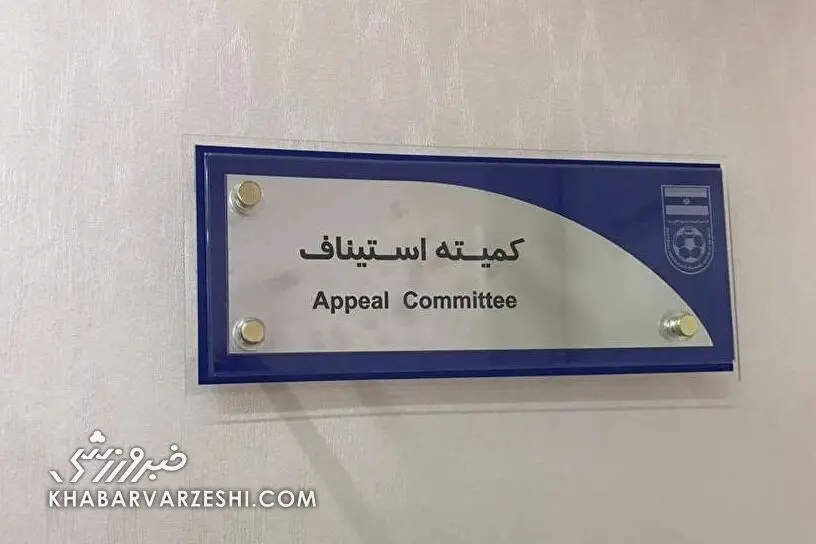 کمیته استیناف
Appeal Committee
خبرورزشی
KHABARVARZESHI.COM